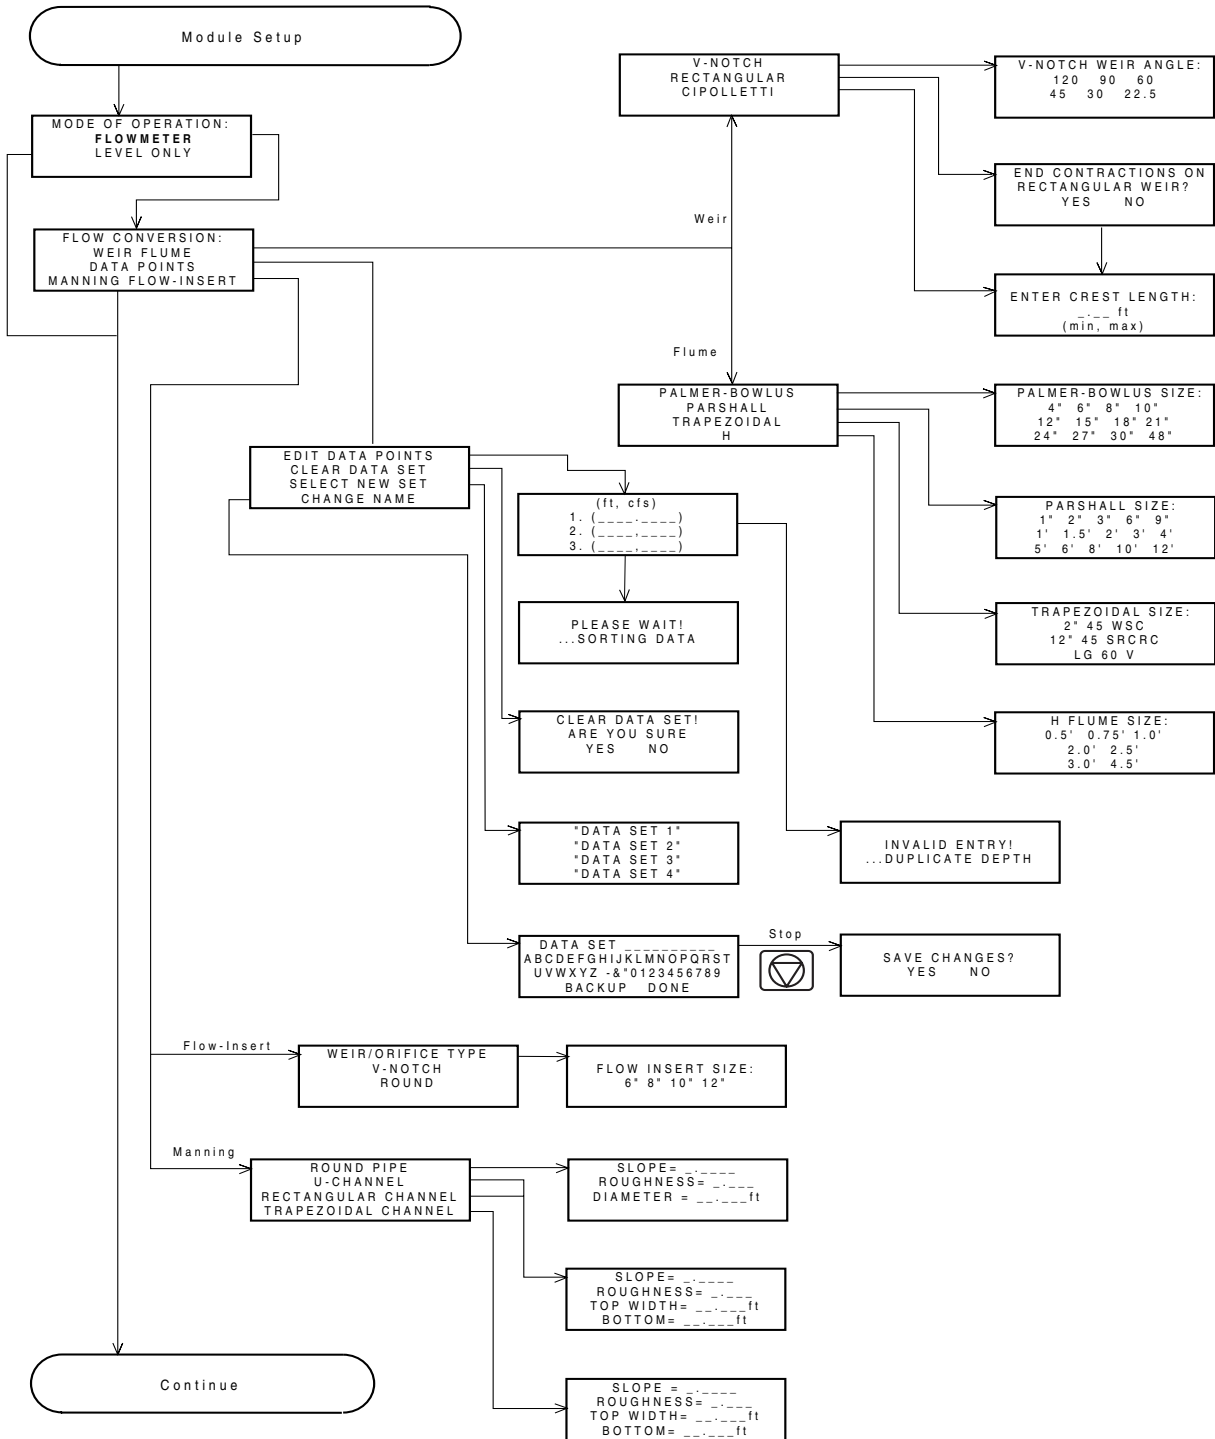 Module Setup
MODE OF OPERATION:
FLOWMETER
LEVEL ONLY
FLOW CONVERSION:
WEIR FLUME
DATA POINTS
MANNING FLOW-INSERT
Weir
Flume
V-NOTCH
RECTANGULAR
CIPOLLETTI
V-NOTCH WEIR ANGLE:
120 90 60
45 30 22.5
END CONTRACTIONS ON
RECTANGULAR WEIR?
YES NO
ENTER CREST LENGTH:
_.__ ft
(min, max)
PALMER-BOWLUS
PARSHALL
TRAPEZOIDAL
H
PALMER-BOWLUS SIZE:
4" 6" 8" 10"
12" 15" 18" 21"
24" 27" 30" 48"
PARSHALL SIZE:
1" 2" 3" 6" 9"
1' 1.5' 2' 3' 4'
5' 6' 8' 10' 12'
TRAPEZOIDAL SIZE:
2" 45 WSC
12" 45 SRCRC
LG 60 V
H FLUME SIZE:
0.5' 0.75' 1.0'
2.0' 2.5'
3.0' 4.5'
EDIT DATA POINTS
CLEAR DATA SET
SELECT NEW SET
CHANGE NAME
(ft, cfs)
1. (____.____)
2. (____,____)
3. (____,____)
PLEASE WAIT!
...SORTING DATA
CLEAR DATA SET!
ARE YOU SURE
YES NO
"DATA SET 1"
"DATA SET 2"
"DATA SET 3"
"DATA SET 4"
INVALID ENTRY!
...DUPLICATE DEPTH
DATA SET __________
ABCDEFGHIJKLMNOPQRST
UVWXYZ -&"0123456789
BACKUP DONE
Stop
SAVE CHANGES?
YES NO
Flow-Insert
WEIR/ORIFICE TYPE
V-NOTCH
ROUND
FLOW INSERT SIZE:
6" 8" 10" 12"
Manning
ROUND PIPE
U-CHANNEL
RECTANGULAR CHANNEL
TRAPEZOIDAL CHANNEL
SLOPE= _.____
ROUGHNESS= _.___
DIAMETER = __.___ft
SLOPE= _.____
ROUGHNESS= _.___
TOP WIDTH= __.___ft
BOTTOM= __.___ft
SLOPE = _.____
ROUGHNESS= _.___
TOP WIDTH= __.___ft
BOTTOM= __.___ft
Continue